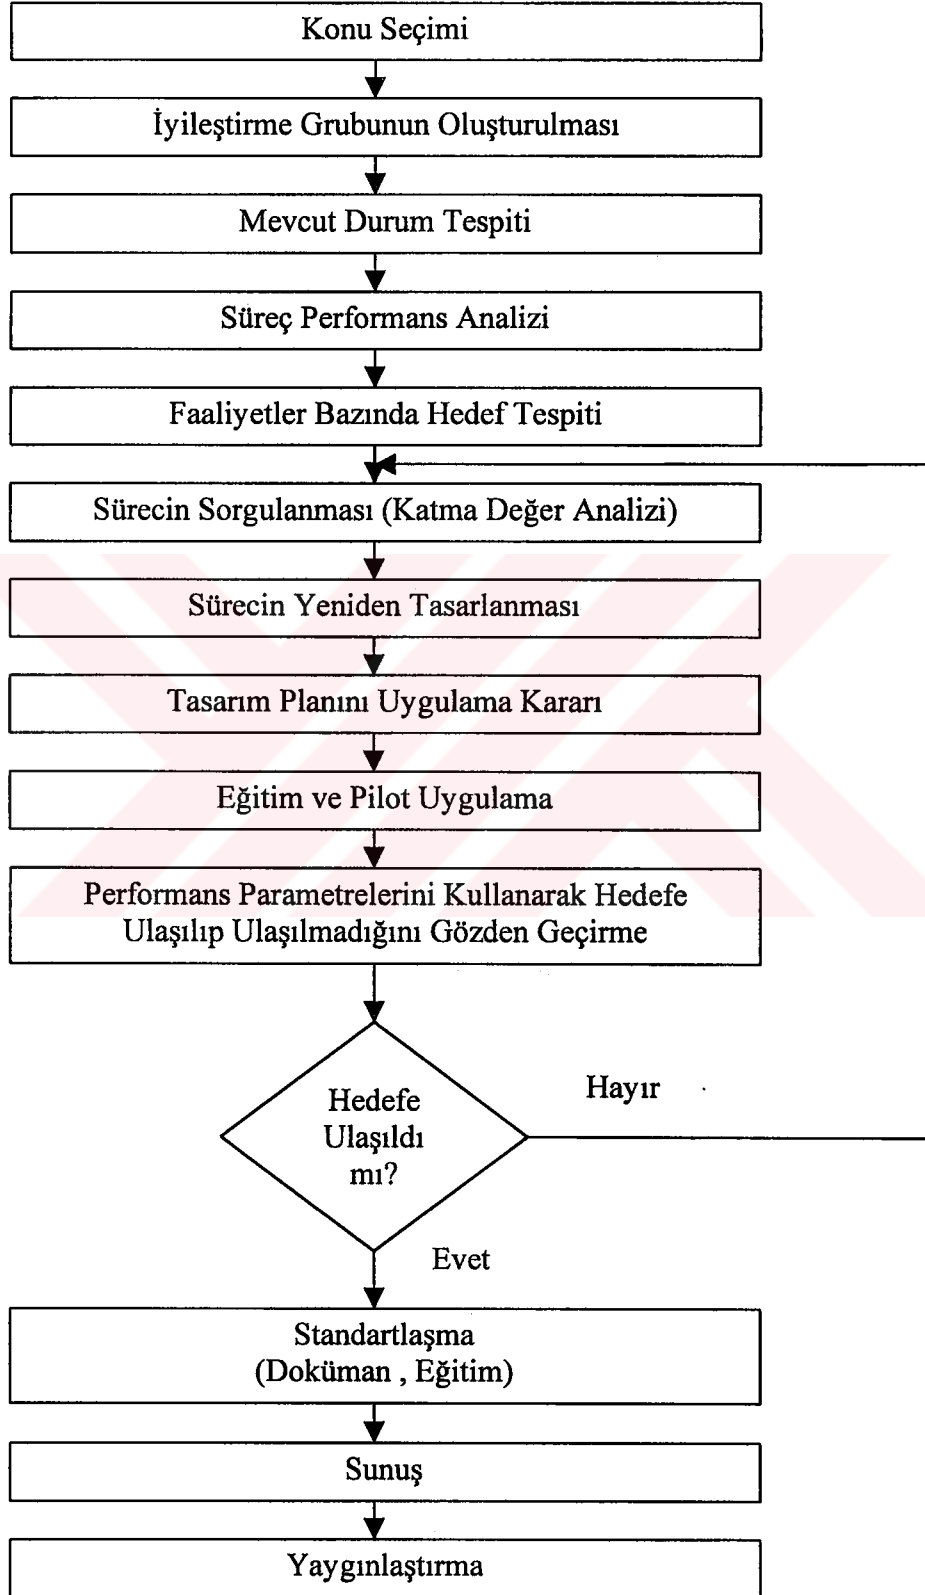 Konu Seçimi
İyileştirme Grubunun Oluşturulması
Mevcut Durum Tespiti
Süreç Performans Analizi
Faaliyetler Bazında Hedef Tespiti
Sürecin Sorgulanması (Katma Değer Analizi)
Sürecin Yeniden Tasarlanması
Tasarım Planını Uygulama Kararı
Eğitim ve Pilot Uygulama
Performans Parametrelerini Kullanarak Hedefe
Ulaşılıp Ulaşılmadığını Gözden Geçirme
Hedefe
Ulaşıldı
mı?
Hayır
Evet
Standartlaşma
(Doküman , Eğitim)
Sunuş
Yaygınlaştırma